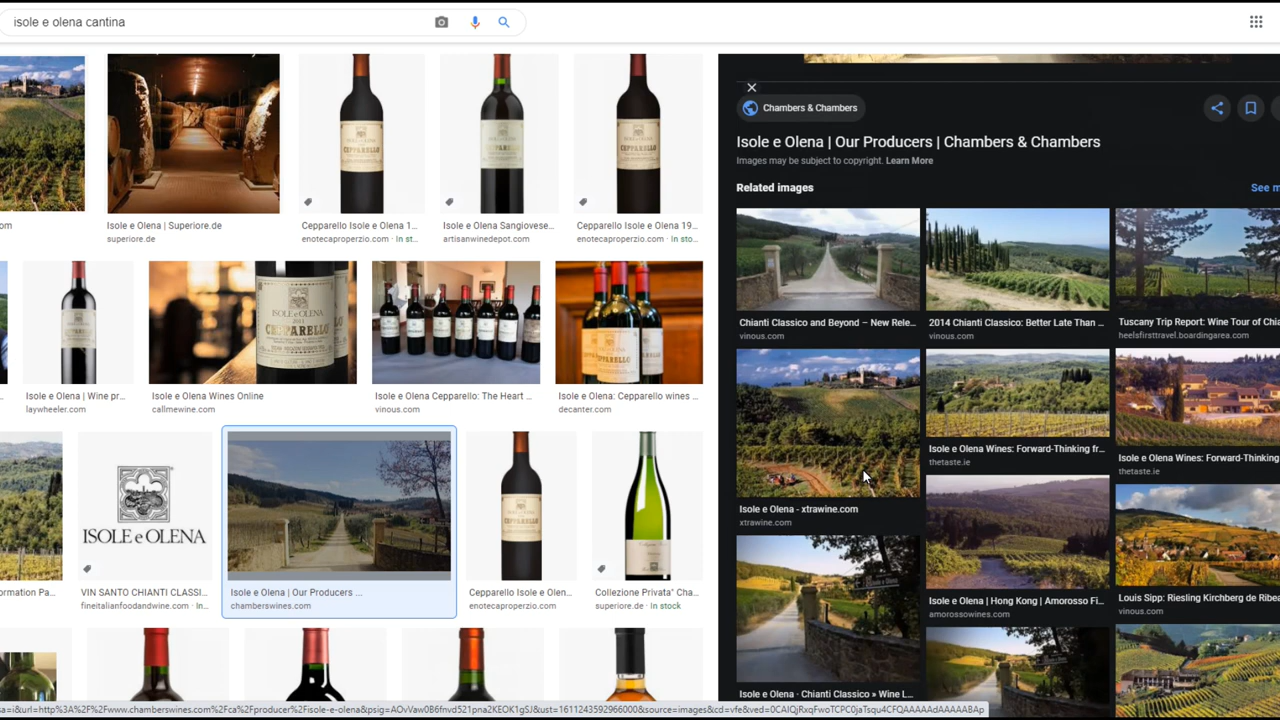 isole e olena cantina
om
Isole e Olena | Superiore.de
superiore.de
Cepparello Isole e Olena 1...
enotecaproperzio.com · In st...
Isole e Olena Sangiovese...
artisanwinedepot.com
Cepparello Isole e Olena 19...
enotecaproperzio.com · In sto...
Isole e Olena | Wine pr...
laywheeler.com
ISOLE e OLENA
2011
CEPPARELLO
Isole e Olena Wines Online
callmewine.com
Isole e Olena Cepparello: The Heart ...
vinous.com
Isole e Olena: Cepparello wines ...
decanter.com
ormation Pa...
ISOLE e OLENA
VIN SANTO CHIANTI CLASSI...
fineitalianfoodandwine.com · In...
Isole e Olena | Our Producers ...
chamberswines.com
Cepparello Isole e Olen...
enotecaproperzio.com
Collezione Privata" Cha...
superiore.de · In stock
Chambers & Chambers
Isole e Olena | Our Producers | Chambers & Chambers
Images may be subject to copyright. Learn More
Related images
See m
Chianti Classico and Beyond – New Rele...
vinous.com
2014 Chianti Classico: Better Late Than ...
vinous.com
Tuscany Trip Report: Wine Tour of Chia
heelsfirsttravel.boardingarea.com
Isole e Olena - xtrawine.com
xtrawine.com
Isole e Olena Wines: Forward-Thinking fr...
thetaste.ie
Isole e Olena Wines: Forward-Thinking
thetaste.ie
Isole e Olena | Hong Kong | Amorosso Fi...
amorossowines.com
Louis Sipp: Riesling Kirchberg de Ribea
vinous.com
Isole e Olena · Chianti Classico » Wine L...